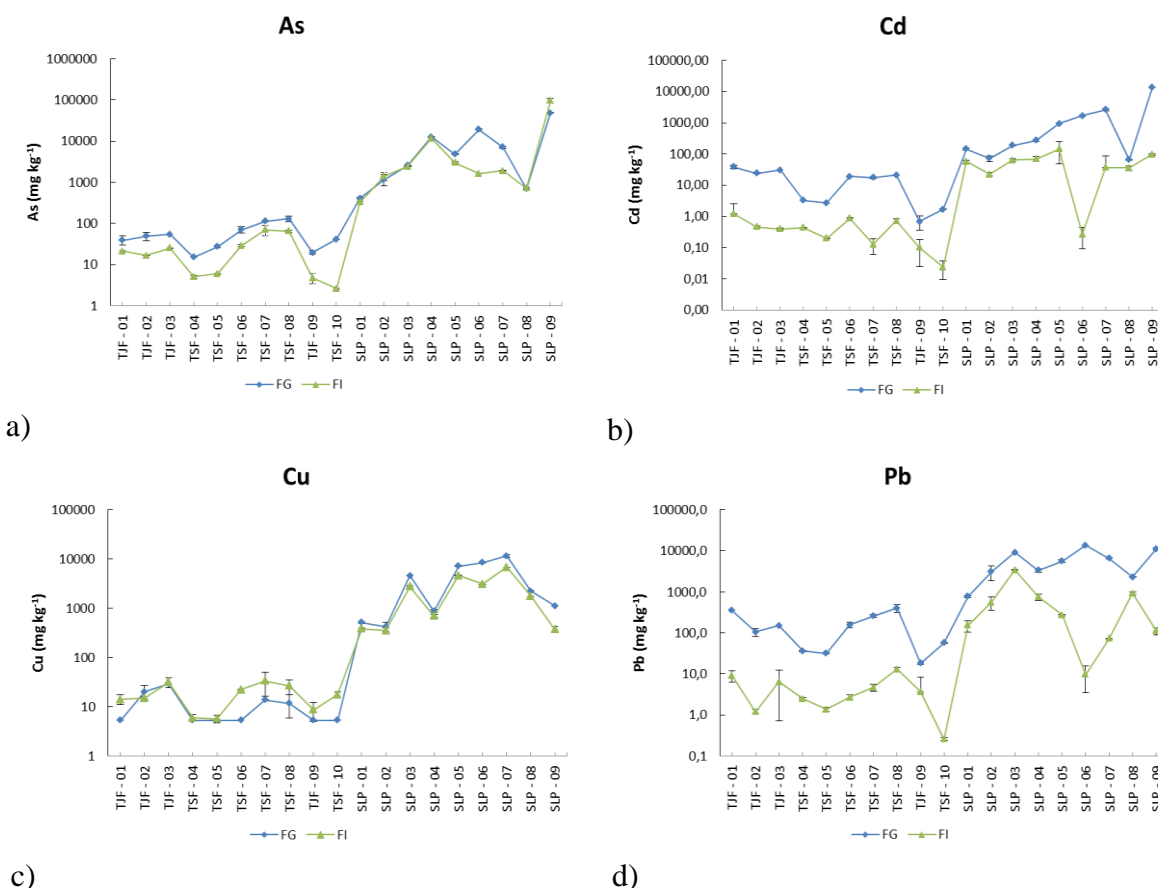 As
1000000
100000
10000
1000
100
10
1
As (mg kg⁻¹)
TJF - 01
TJF - 02
TJF - 03
TSF - 04
TSF - 05
TSF - 06
TSF - 07
TSF - 08
TJF - 09
TSF - 10
SLP - 01
SLP - 02
SLP - 03
SLP - 04
SLP - 05
SLP - 06
SLP - 07
SLP - 08
SLP - 09
FG FI
a)
Cd
100000,00
10000,00
1000,00
100,00
10,00
1,00
0,10
0,01
0,00
Cd (mg kg⁻¹)
TJF - 01
TJF - 02
TJF - 03
TSF - 04
TSF - 05
TSF - 06
TSF - 07
TSF - 08
TJF - 09
TSF - 10
SLP - 01
SLP - 02
SLP - 03
SLP - 04
SLP - 05
SLP - 06
SLP - 07
SLP - 08
SLP - 09
FG FI
b)
Cu
100000
10000
1000
100
10
1
Cu (mg kg⁻¹)
TJF - 01
TJF - 02
TJF - 03
TSF - 04
TSF - 05
TSF - 06
TSF - 07
TSF - 08
TJF - 09
TSF - 10
SLP - 01
SLP - 02
SLP - 03
SLP - 04
SLP - 05
SLP - 06
SLP - 07
SLP - 08
SLP - 09
FG FI
c)
Pb
100000,0
10000,0
1000,0
100,0
10,0
1,0
0,1
Pb (mg kg⁻¹)
TJF - 01
TJF - 02
TJF - 03
TSF - 04
TSF - 05
TSF - 06
TSF - 07
TSF - 08
TJF - 09
TSF - 10
SLP - 01
SLP - 02
SLP - 03
SLP - 04
SLP - 05
SLP - 06
SLP - 07
SLP - 08
SLP - 09
FG FI
d)